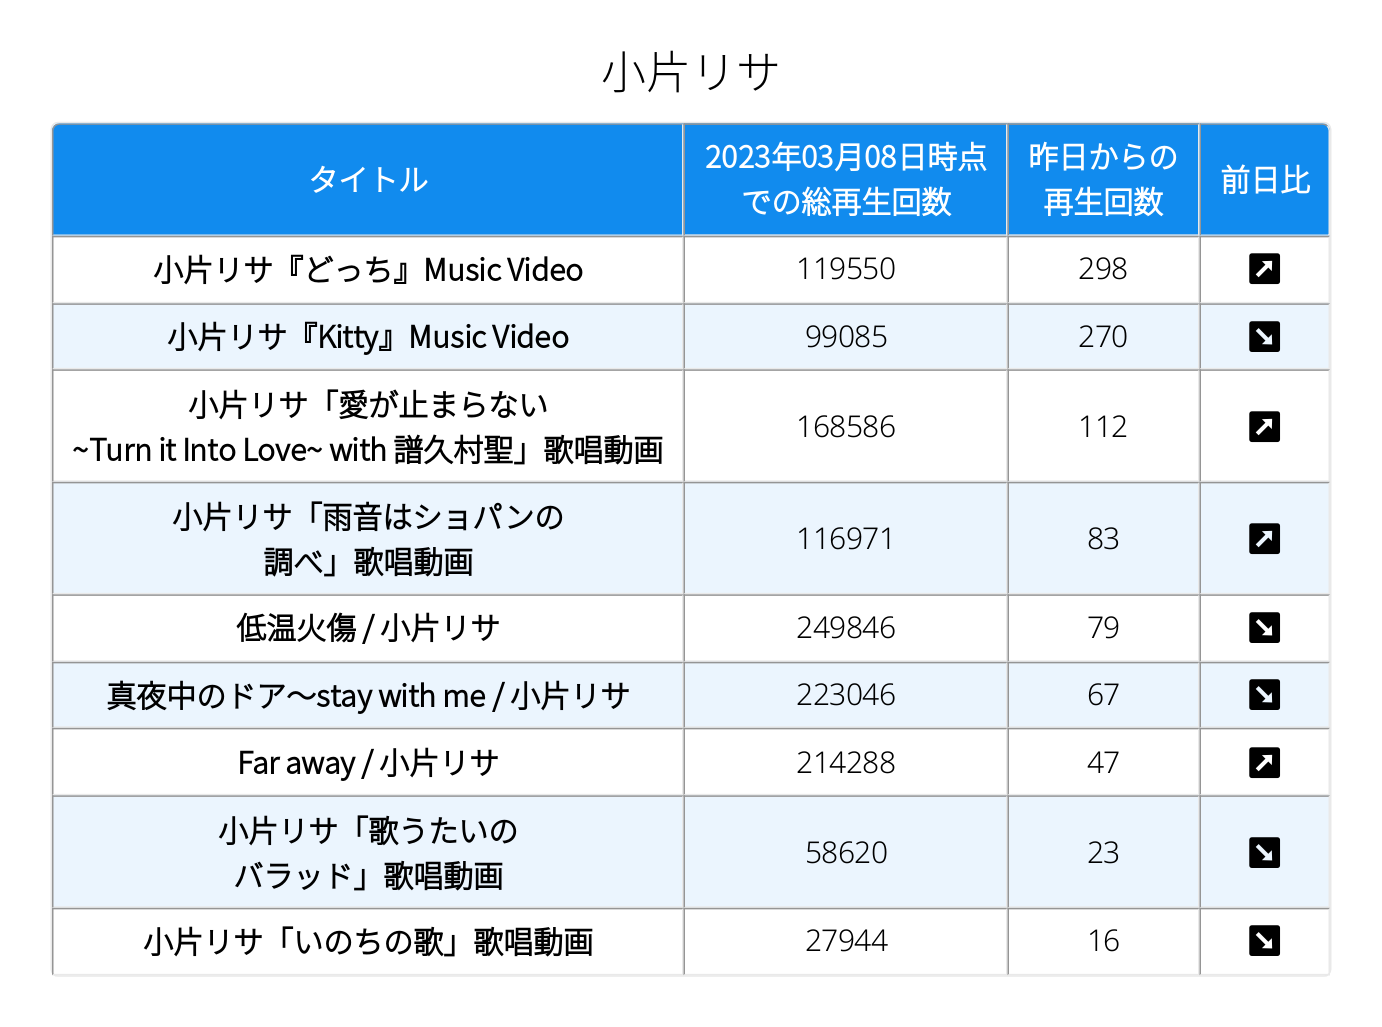 小片リサ
タイトル
2023年03月08日時点
での総再生回数
昨日からの
再生回数
前日比
小片リサ『どっち』Music Video
119550
298
小片リサ『Kitty』Music Video
99085
270
小片リサ「愛が止まらない
~Turn it Into Love~ with 譜久村聖」歌唱動画
168586
112
小片リサ「雨音はショパンの
調べ」歌唱動画
116971
83
低温火傷 / 小片リサ
249846
79
真夜中のドア〜stay with me / 小片リサ
223046
67
Far away / 小片リサ
214288
47
小片リサ「歌うたいの
バラッド」歌唱動画
58620
23
小片リサ「いのちの歌」歌唱動画
27944
16